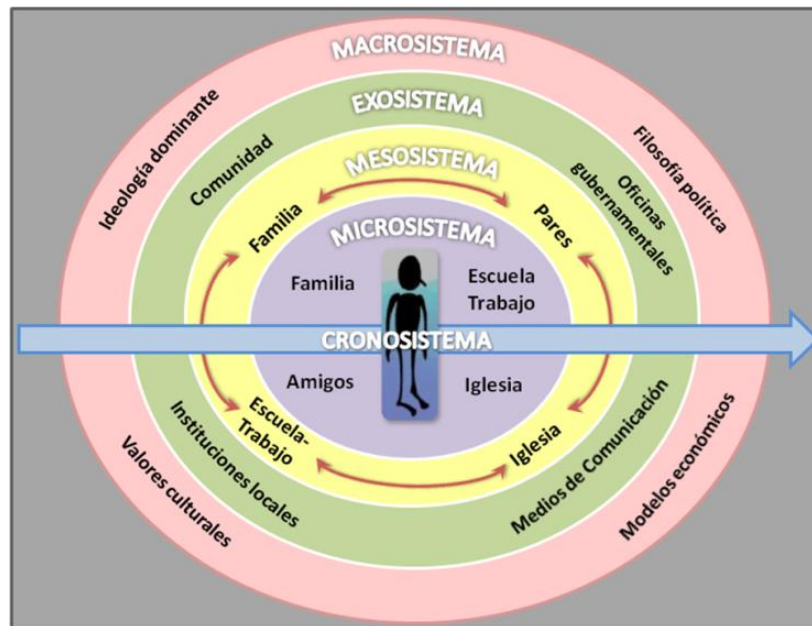 MACROSISTEMA
EXOSISTEMA
MESOSISTEMA
MICROSISTEMA
Ideología dominante
Filosofía política
Comunidad
Oficinas
gubernamentales
Familia
Pares
Familia
Escuela
Trabajo
CRONOSISTEMA
Amigos
Iglesia
Escuela-
Trabajo
Iglesia
Instituciones locales
Medios de Comunicación
Valores culturales
Modelos económicos